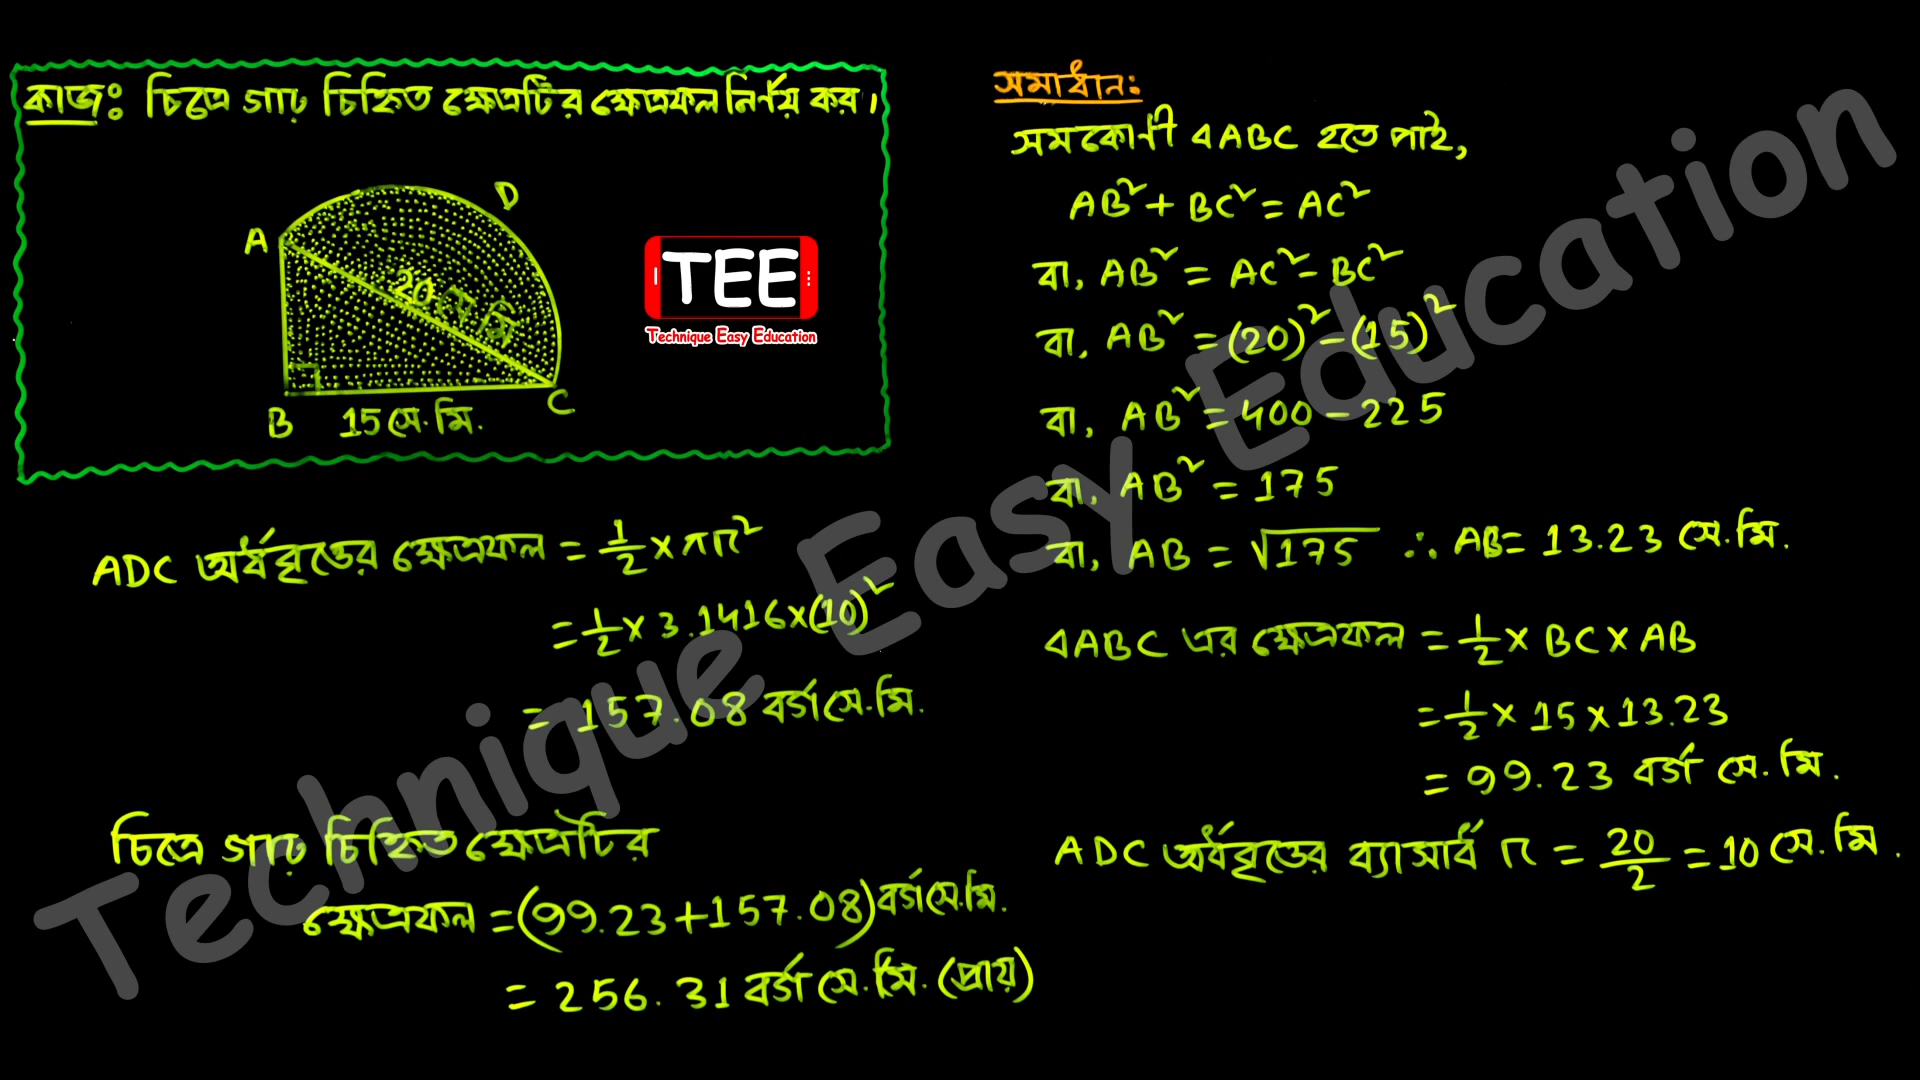 কাজ: চিত্রে গাঢ় চিহ্নিত ক্ষেত্রটির ক্ষেত্রফল নির্ণয় কর।
A
D
20 সে মি
B
15 সে. মি.
C
TEE
Technique Easy Education
সমাধান:
সমকোণী ⊿ABC হতে পাই,
AB² + BC² = AC²
বা, AB² = AC² - BC²
বা, AB² = (20)² - (15)²
বা, AB² = 400 - 225
বা, AB² = 175
বা, AB = √175 ∴ AB = 13.23 সে.মি.
⊿ABC এর ক্ষেত্রফল = 1/2 × BC × AB
= 1/2 × 15 × 13.23
= 99.23 বর্গ সে. মি.
ADC অর্ধবৃত্তের ব্যাসার্ধ r = 20/2 = 10 সে. মি.
ADC অর্ধবৃত্তের ক্ষেত্রফল = 1/2 × πr²
= 1/2 × 3.1416 × (10)²
= 157.08 বর্গ সে. মি.
চিত্রে গাঢ় চিহ্নিত ক্ষেত্রটির
ক্ষেত্রফল = (99.23 + 157.08) বর্গ সে.মি.
= 256.31 বর্গ সে. মি. (প্রায়)
Technique Easy Education